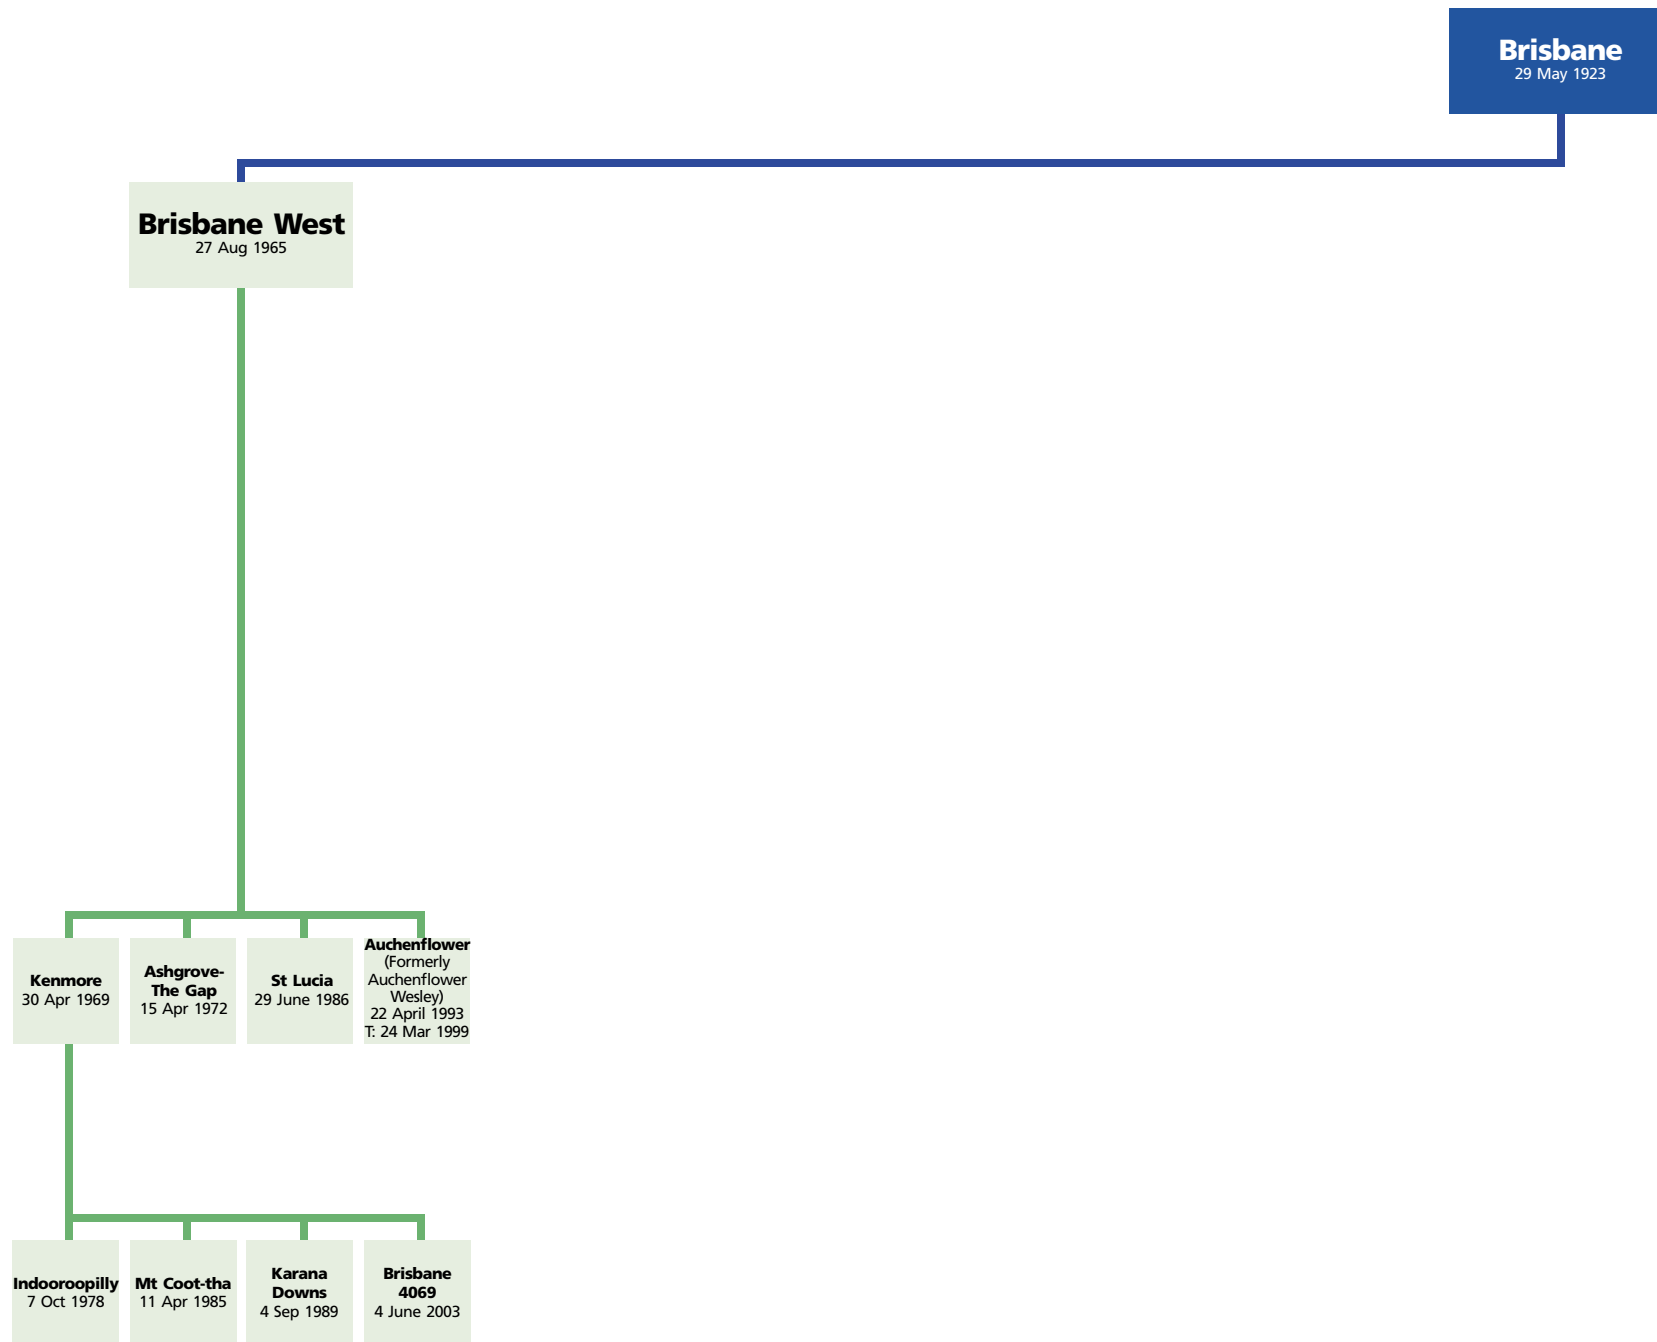 Brisbane
29 May 1923
Brisbane West
27 Aug 1965
Kenmore
30 Apr 1969
Ashgrove-
The Gap
15 Apr 1972
St Lucia
29 June 1986
Auchenflower
(Formerly
Auchenflower
Wesley)
22 April 1993
T: 24 Mar 1999
Indooroopilly
7 Oct 1978
Mt Coot-tha
11 Apr 1985
Karana
Downs
4 Sep 1989
Brisbane
4069
4 June 2003